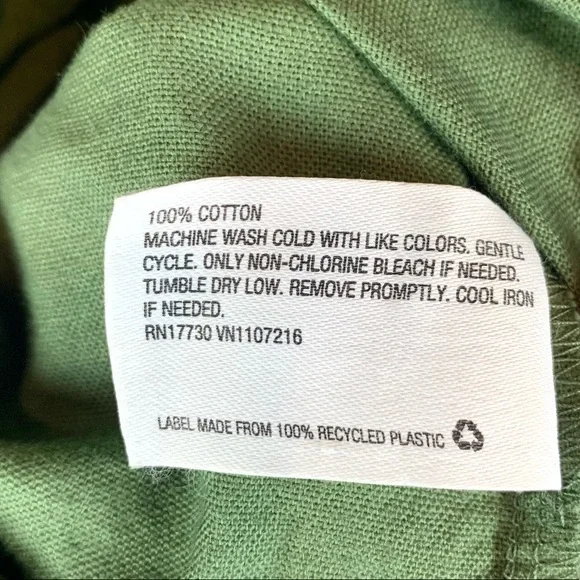 100% COTTON
MACHINE WASH COLD WITH LIKE COLORS. GENTLE
CYCLE. ONLY NON-CHLORINE BLEACH IF NEEDED.
TUMBLE DRY LOW. REMOVE PROMPTLY. COOL IRON
IF NEEDED.
RN17730 VN1107216
LABEL MADE FROM 100% RECYCLED PLASTIC